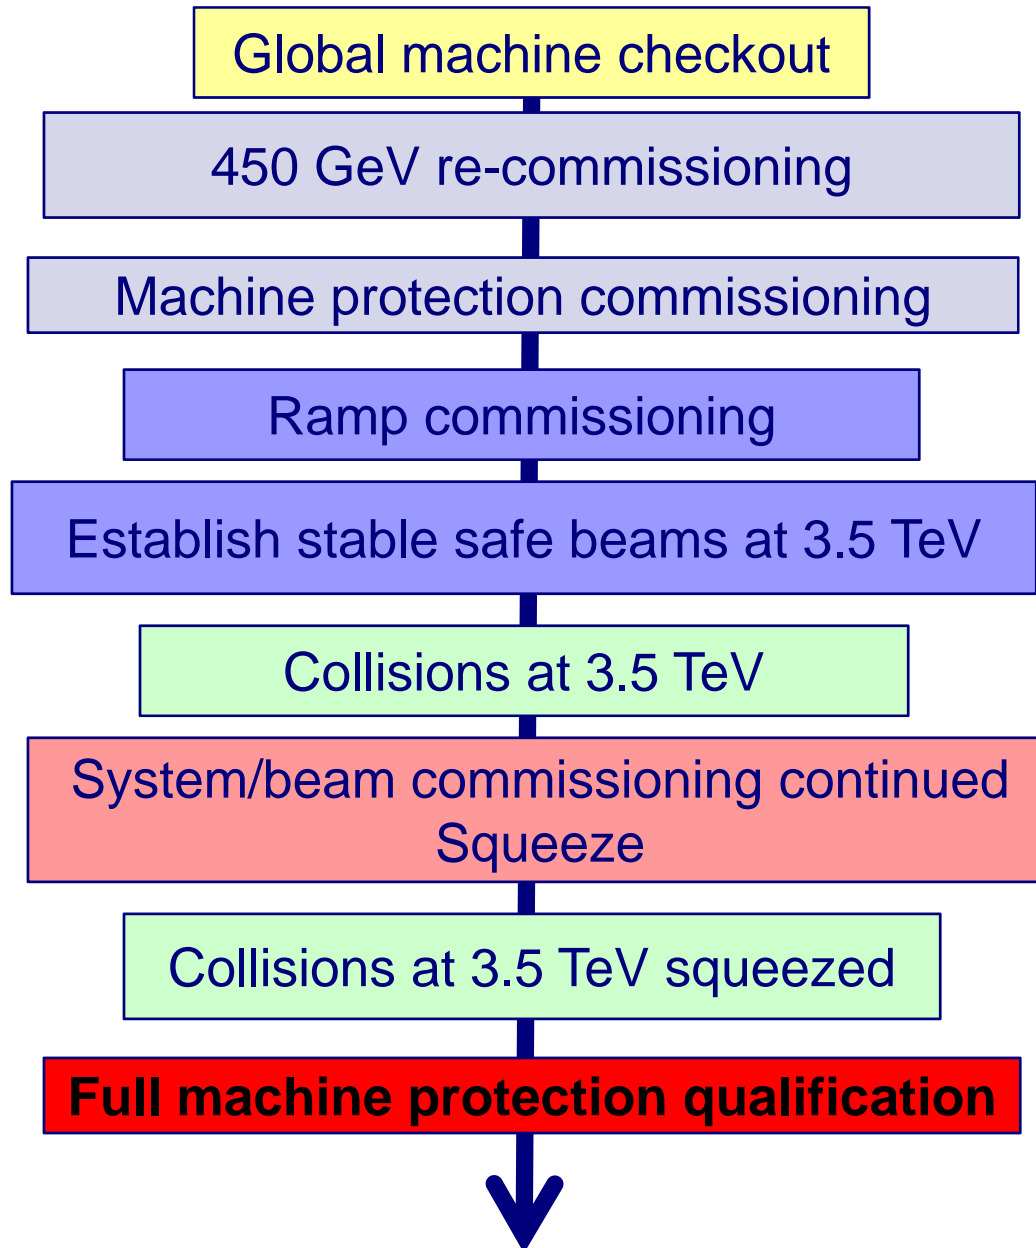 Global machine checkout
450 GeV re-commissioning
Machine protection commissioning
Ramp commissioning
Establish stable safe beams at 3.5 TeV
Collisions at 3.5 TeV
System/beam commissioning continued
Squeeze
Collisions at 3.5 TeV squeezed
Full machine protection qualification